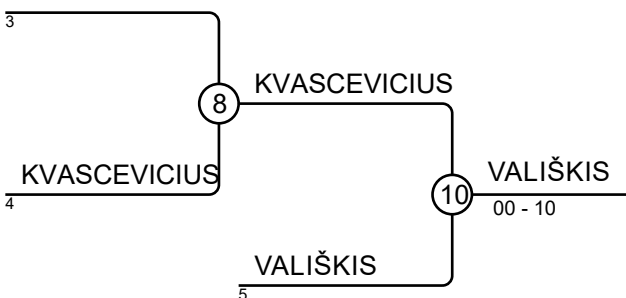 3
8
KVASCEVICIUS
KVASCEVICIUS
4
10
VALIŠKIS
00 - 10
VALIŠKIS
5